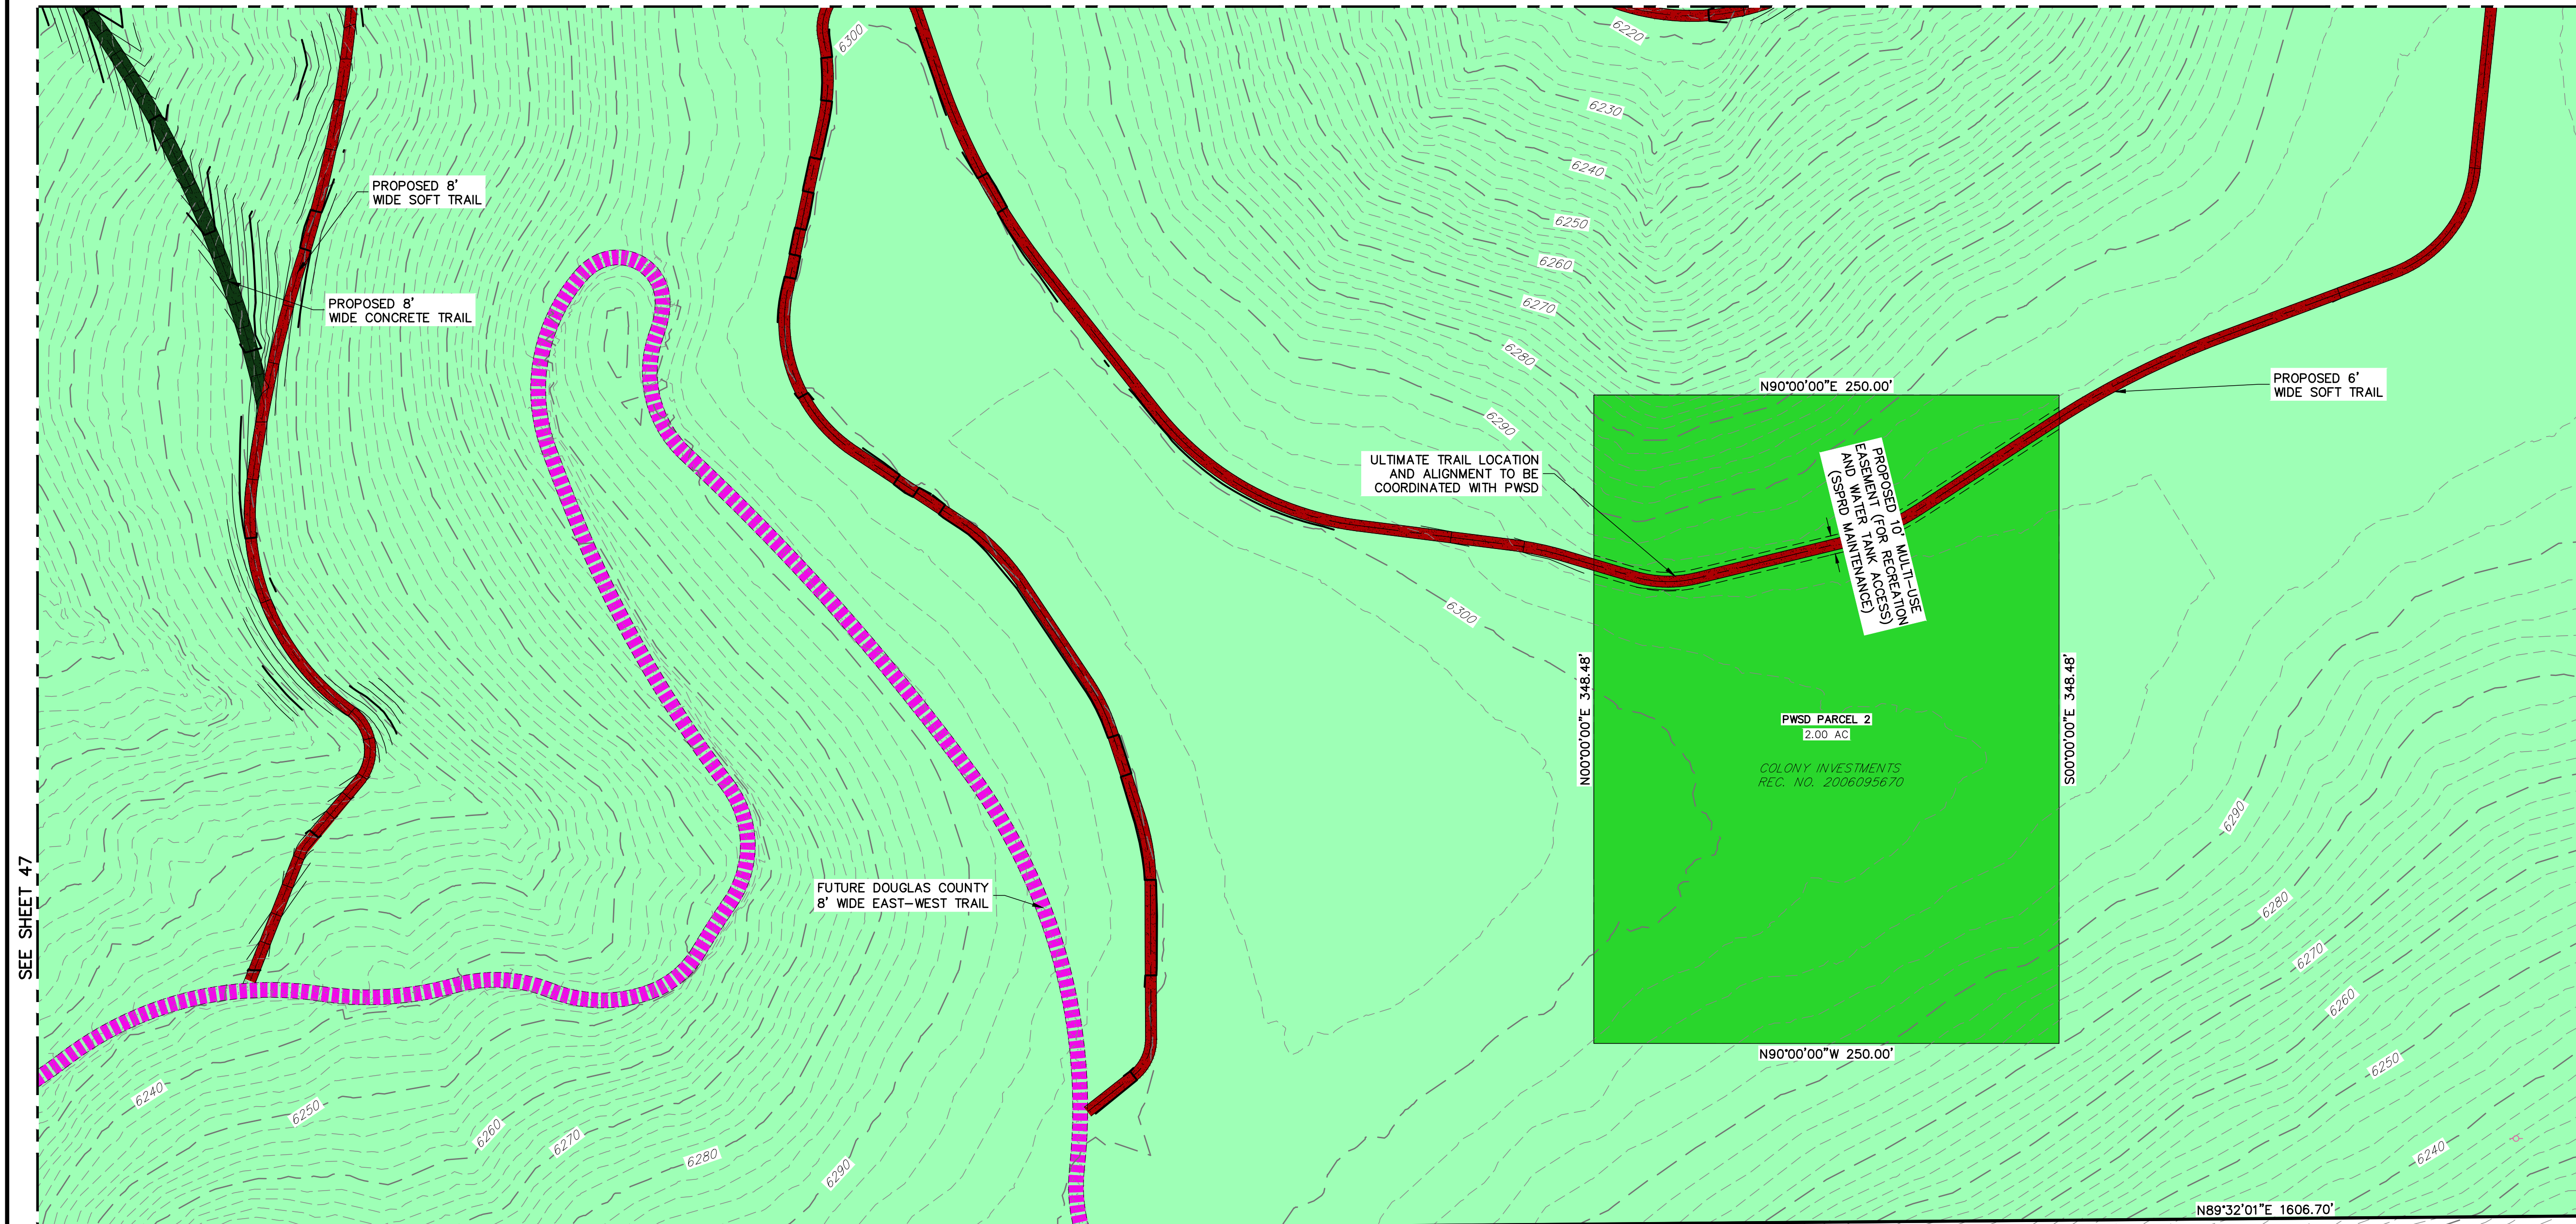 6300
6220
6230
6240
6250
6260
6270
6280
6290
PROPOSED 8'
WIDE SOFT TRAIL
PROPOSED 8'
WIDE CONCRETE TRAIL
N90°00'00"E 250.00'
PROPOSED 6'
WIDE SOFT TRAIL
ULTIMATE TRAIL LOCATION
AND ALIGNMENT TO BE
COORDINATED WITH PWSD
PROPOSED 10' MULTI-USE
EASEMENT (FOR RECREATION
AND WATER TANK ACCESS)
(SSPRD MAINTENANCE)
6300
N00°00'00"E 348.48'
S00°00'00"E 348.48'
PWSD PARCEL 2
2.00 AC
COLONY INVESTMENTS
REC. NO. 2006095670
SEE SHEET 47
FUTURE DOUGLAS COUNTY
8' WIDE EAST-WEST TRAIL
N90°00'00"W 250.00'
6290
6280
6270
6260
6250
6240
6240
6250
6260
6270
6280
6290
N89°32'01"E 1606.70'